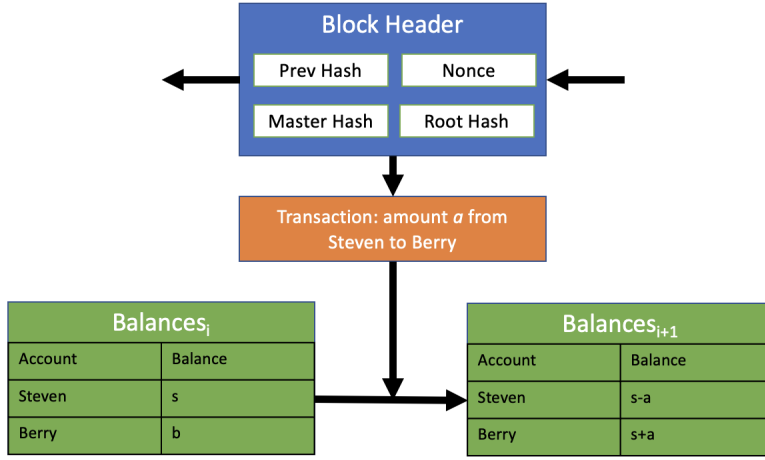 Block Header
Prev Hash
Nonce
Master Hash
Root Hash
Transaction: amount a from
Steven to Berry
Balancesi
Account
Balance
Steven
s
Berry
b
Balancesi+1
Account
Balance
Steven
s-a
Berry
s+a